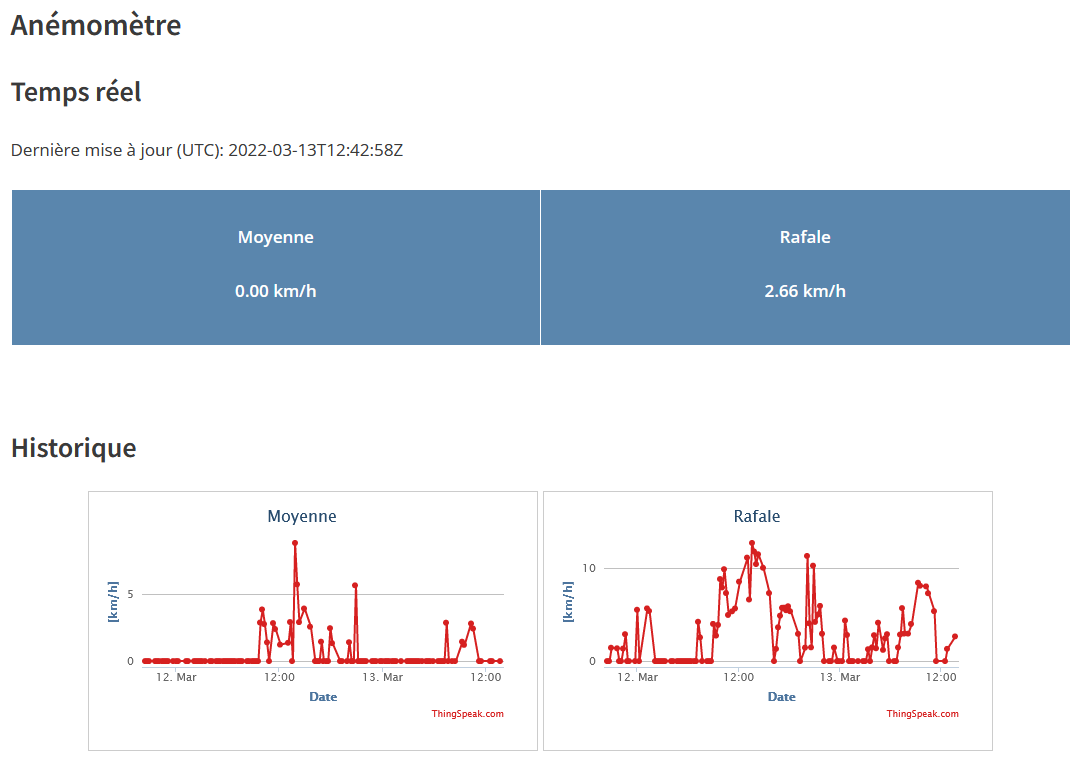 Anémomètre
Temps réel
Dernière mise à jour (UTC): 2022-03-13T12:42:58Z
Moyenne
0.00 km/h
Rafale
2.66 km/h
Historique
Moyenne
[km/h]
5
0
12. Mar
12:00
13. Mar
12:00
Date
ThingSpeak.com
Rafale
[km/h]
10
0
12. Mar
12:00
13. Mar
12:00
Date
ThingSpeak.com